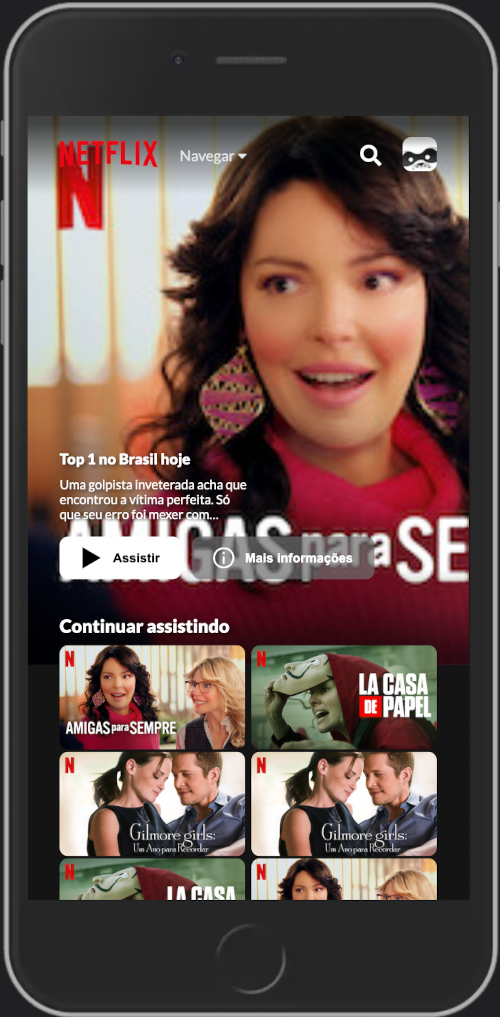 NETFLIX
Navegar
N
Top 1 no Brasil hoje
Uma golpista inveterada acha que
encontrou a vítima perfeita. Só
que seu erro foi mexer com...
AMIGAS para SE
Assistir
Mais informações
Continuar assistindo
N
AMIGAS para SEMPRE
N
LA CASA
DE PAPEL
N
Gilmore girls:
Um Ano para Recordar
N
Gilmore girls:
Um Ano para Recordar
N
LA CASA
N